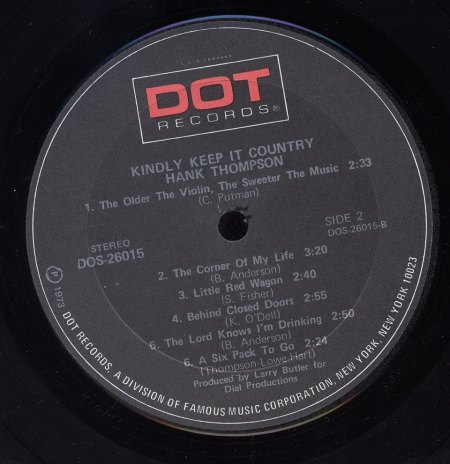 DOT
RECORDS®
KINDLY KEEP IT COUNTRY
HANK THOMPSON
1. The Older The Violin, The Sweeter The Music 2:33
(C. Putman)
STEREO
DOS-26015
SIDE 2
DOS-26015-B
2. The Corner Of My Life 3:20
(B. Anderson)
3. Little Red Wagon 2:40
(S. Fisher)
4. Behind Closed Doors 2:55
(K. O'Dell)
5. The Lord Knows I'm Drinking 2:50
(B. Anderson)
6. A Six Pack To Go 2:24
(Thompson-Lowe-Hart)
Produced by Larry Butler for
Dial Productions
℗ 1973 DOT RECORDS, A DIVISION OF FAMOUS MUSIC CORPORATION, NEW YORK, NEW YORK 10023